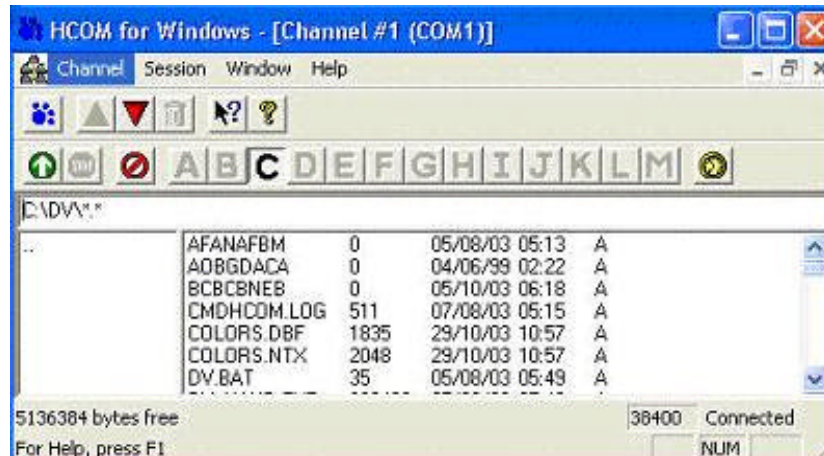 HCOM for Windows - [Channel #1 (COM1)]
Channel Session Window Help
A B C D E F G H I J K L M
C:\DV\*.*
.. AFANAFBM 0 05/08/03 05:13 A
AOBGDACA 0 04/06/99 02:22 A
BCBCBNEB 0 05/10/03 06:18 A
CMDHCOM.LOG 511 07/08/03 05:15 A
COLORS.DBF 1835 29/10/03 10:57 A
COLORS.NTX 2048 29/10/03 10:57 A
DV.BAT 35 05/08/03 05:49 A
5136384 bytes free 38400 Connected
For Help, press F1 NUM